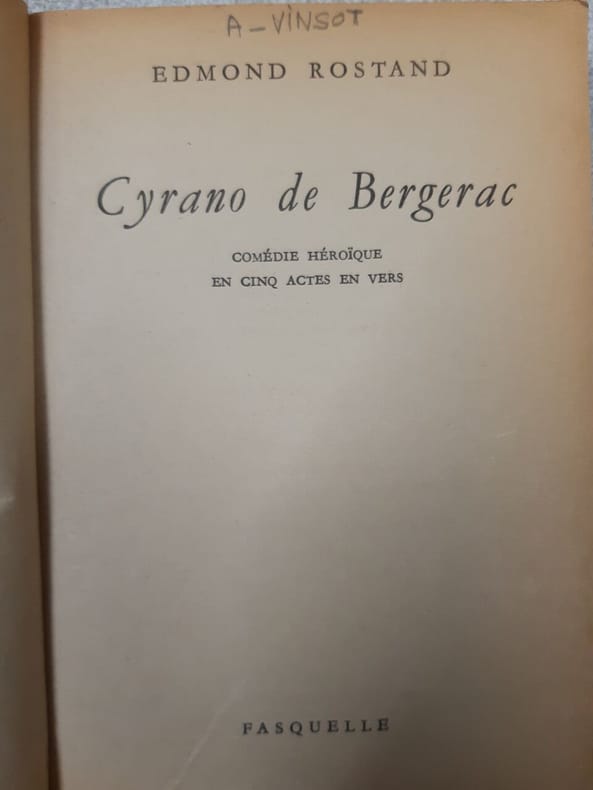 A-VINSOT
EDMOND ROSTAND
Cyrano de Bergerac
COMÉDIE HÉROÏQUE
EN CINQ ACTES EN VERS
FASQUELLE